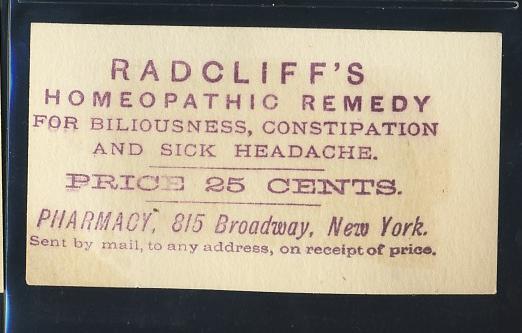 RADCLIFF'S
HOMEOPATHIC REMEDY
FOR BILIOUSNESS, CONSTIPATION
AND SICK HEADACHE.
PRICE 25 CENTS.
PHARMACY, 815 Broadway, New York.
Sent by mail, to any address, on receipt of price.